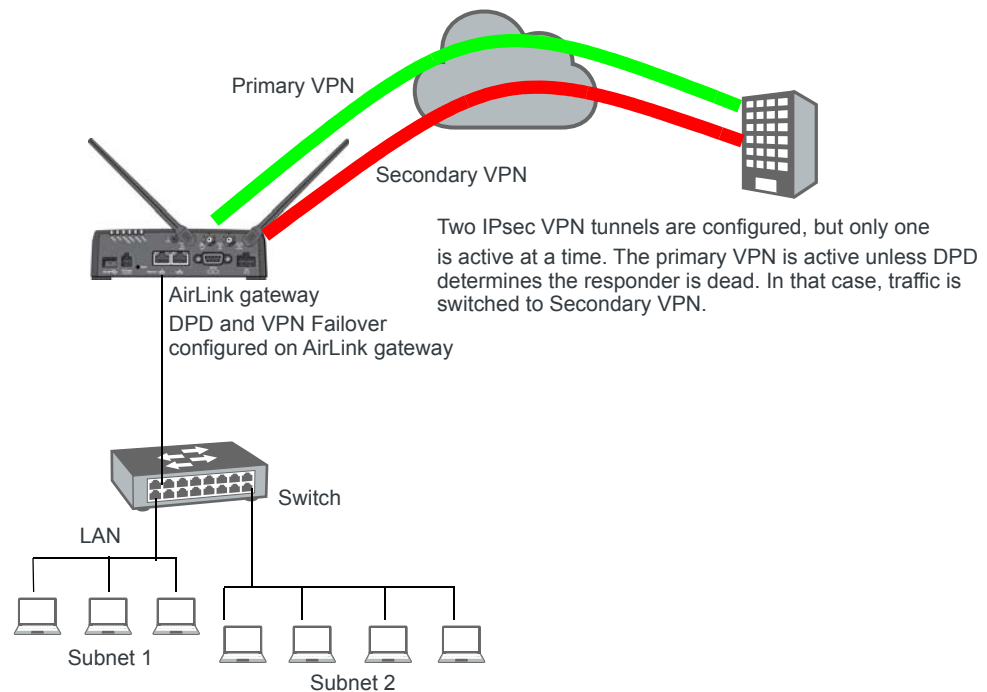 Primary VPN
Secondary VPN
Two IPsec VPN tunnels are configured, but only one
is active at a time. The primary VPN is active unless DPD
determines the responder is dead. In that case, traffic is
switched to Secondary VPN.
AirLink gateway
DPD and VPN Failover
configured on AirLink gateway
Switch
LAN
Subnet 1
Subnet 2